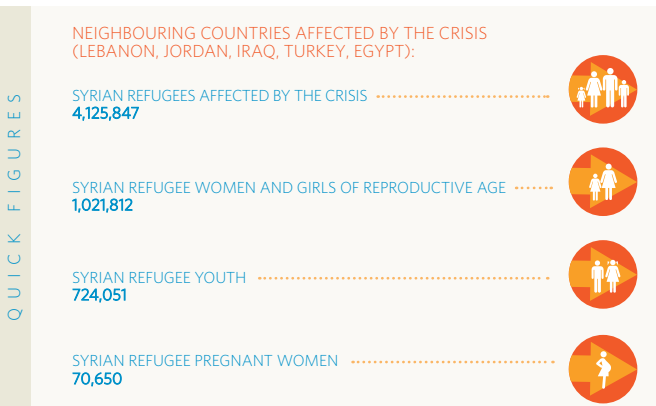 QUICK FIGURES
NEIGHBOURING COUNTRIES AFFECTED BY THE CRISIS
(LEBANON, JORDAN, IRAQ, TURKEY, EGYPT):
SYRIAN REFUGEES AFFECTED BY THE CRISIS
4,125,847
SYRIAN REFUGEE WOMEN AND GIRLS OF REPRODUCTIVE AGE
1,021,812
SYRIAN REFUGEE YOUTH
724,051
SYRIAN REFUGEE PREGNANT WOMEN
70,650